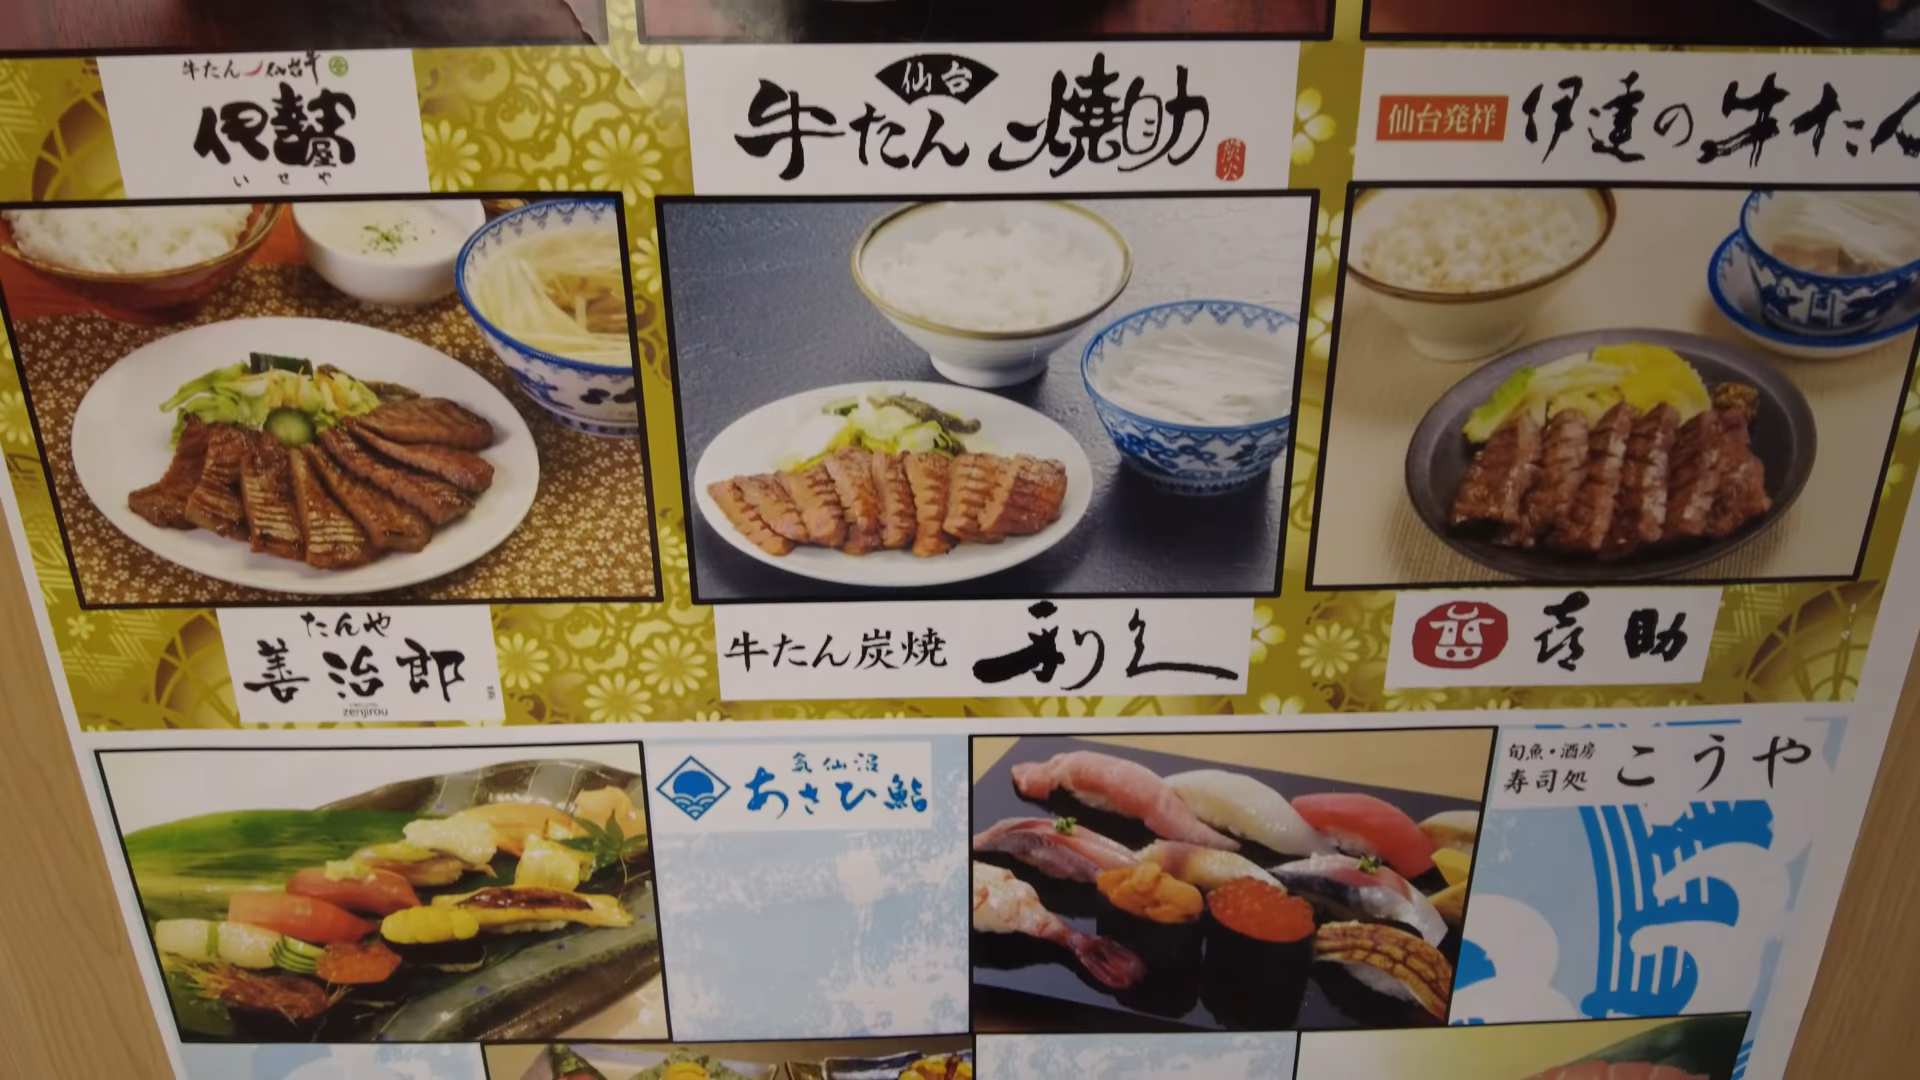 牛たん 仙台牛
伊勢屋
いせや
仙台
牛たん 焼助
炭火
仙台発祥 伊達の牛たん
たんや
善治郎
zenjirou
牛たん炭焼 利久
喜助
気仙沼
あさひ鮨
旬魚・酒房
寿司処 こうや